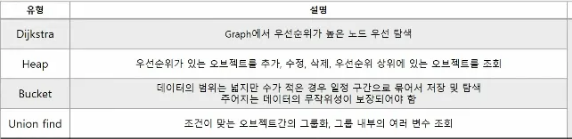 유형 설명
Dijkstra Graph에서 우선순위가 높은 노드 우선 탐색
Heap 우선순위가 있는 오브젝트를 추가, 수정, 삭제, 우선순위 상위에 있는 오브젝트를 조회
Bucket 데이터의 범위는 넓지만 수가 적은 경우 일정 구간으로 묶어서 저장 및 탐색
주어지는 데이터의 무작위성이 보장되어야 함
Union find 조건이 맞는 오브젝트간의 그룹화, 그룹 내부의 여러 변수 조회